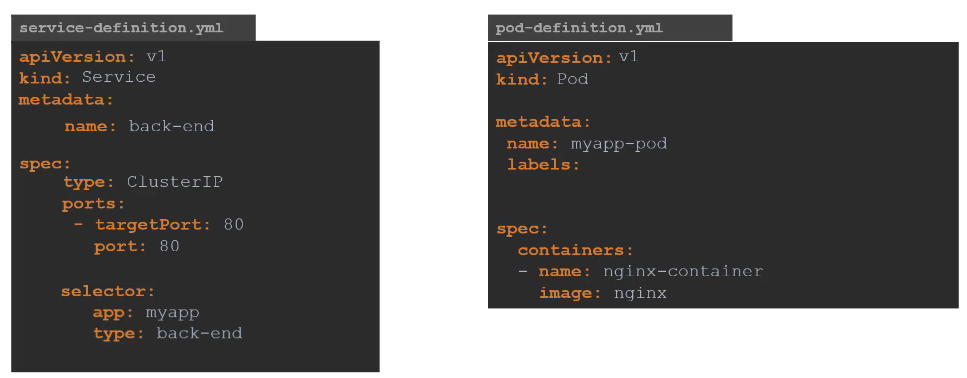 service-definition.yml
apiVersion: v1
kind: Service
metadata:
name: back-end
spec:
type: ClusterIP
ports:
- targetPort: 80
port: 80
selector:
app: myapp
type: back-end
pod-definition.yml
apiVersion: v1
kind: Pod
metadata:
name: myapp-pod
labels:
spec:
containers:
- name: nginx-container
image: nginx